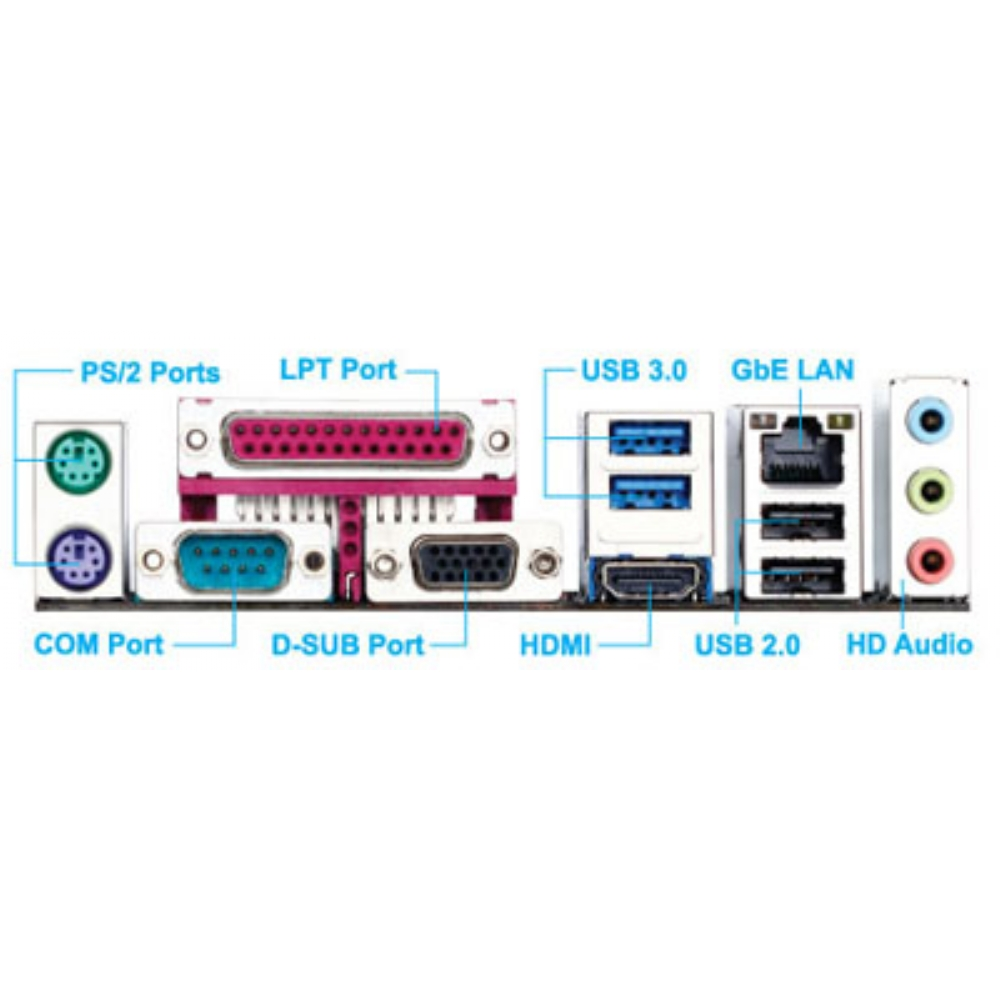 PS/2 Ports
LPT Port
USB 3.0
GbE LAN
COM Port
D-SUB Port
HDMI
USB 2.0
HD Audio